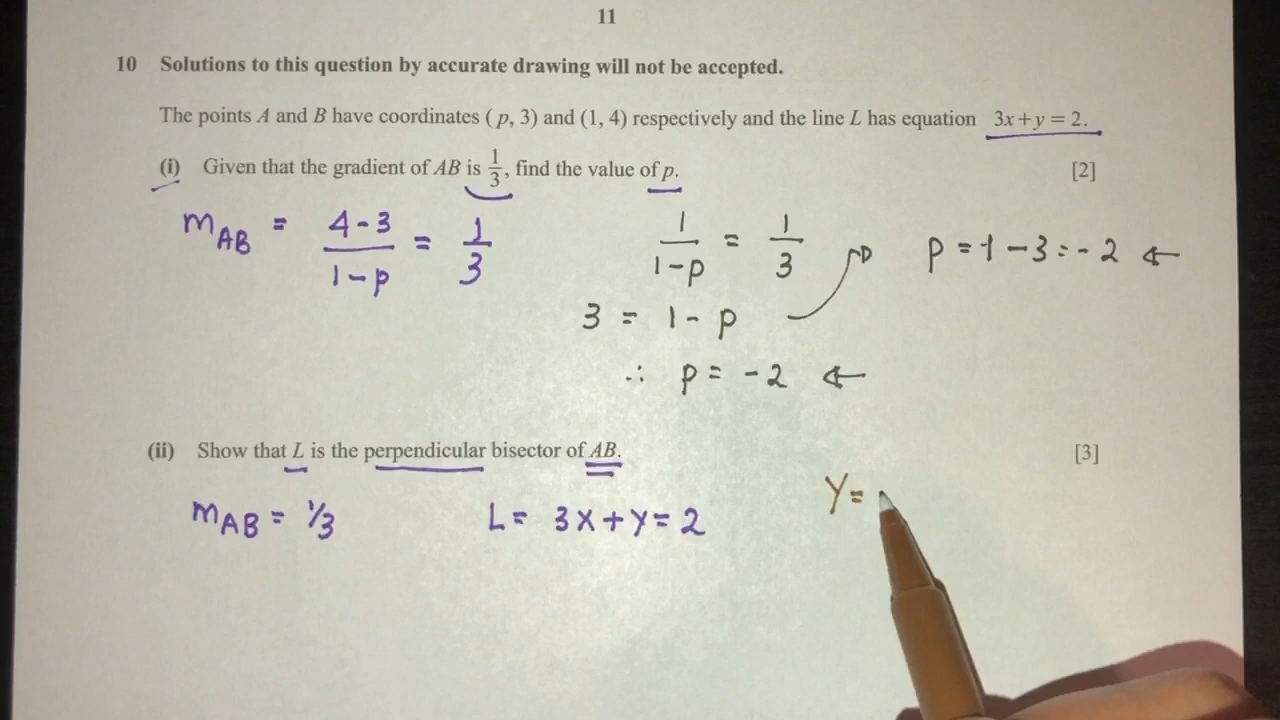 11
10 Solutions to this question by accurate drawing will not be accepted.
The points A and B have coordinates (p, 3) and (1, 4) respectively and the line L has equation 3x+y=2.
(i) Given that the gradient of AB is 1/3, find the value of p. [2]
mAB = 4-3/1-p = 1/3
1/1-p = 1/3
3 = 1-p
∴ p = -2 ←
p = 1-3 = -2 ←
(ii) Show that L is the perpendicular bisector of AB. [3]
mAB = 1/3 L = 3x+y=2 Y=